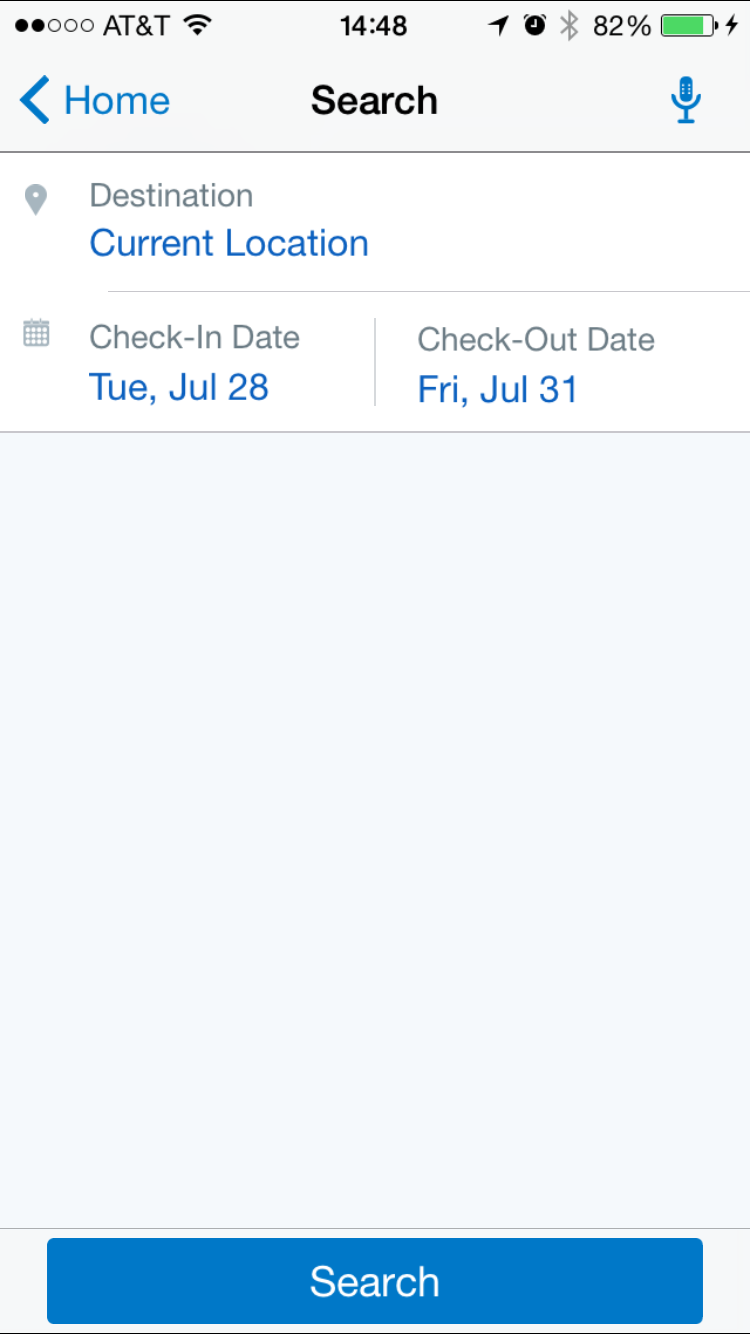 AT&T 14:48 82%
Home Search
Destination
Current Location
Check-In Date Check-Out Date
Tue, Jul 28 Fri, Jul 31
Search